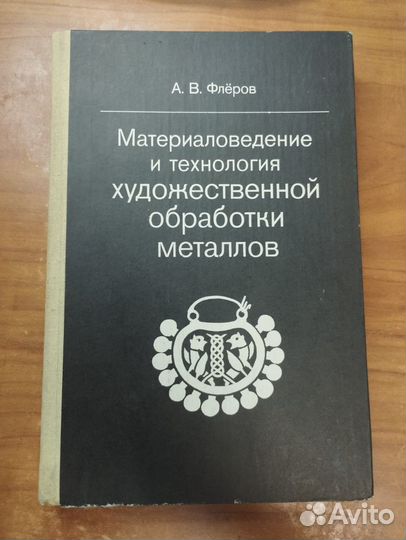 А. В. Флёров
Материаловедение
и технология
художественной
обработки
металлов
Avito